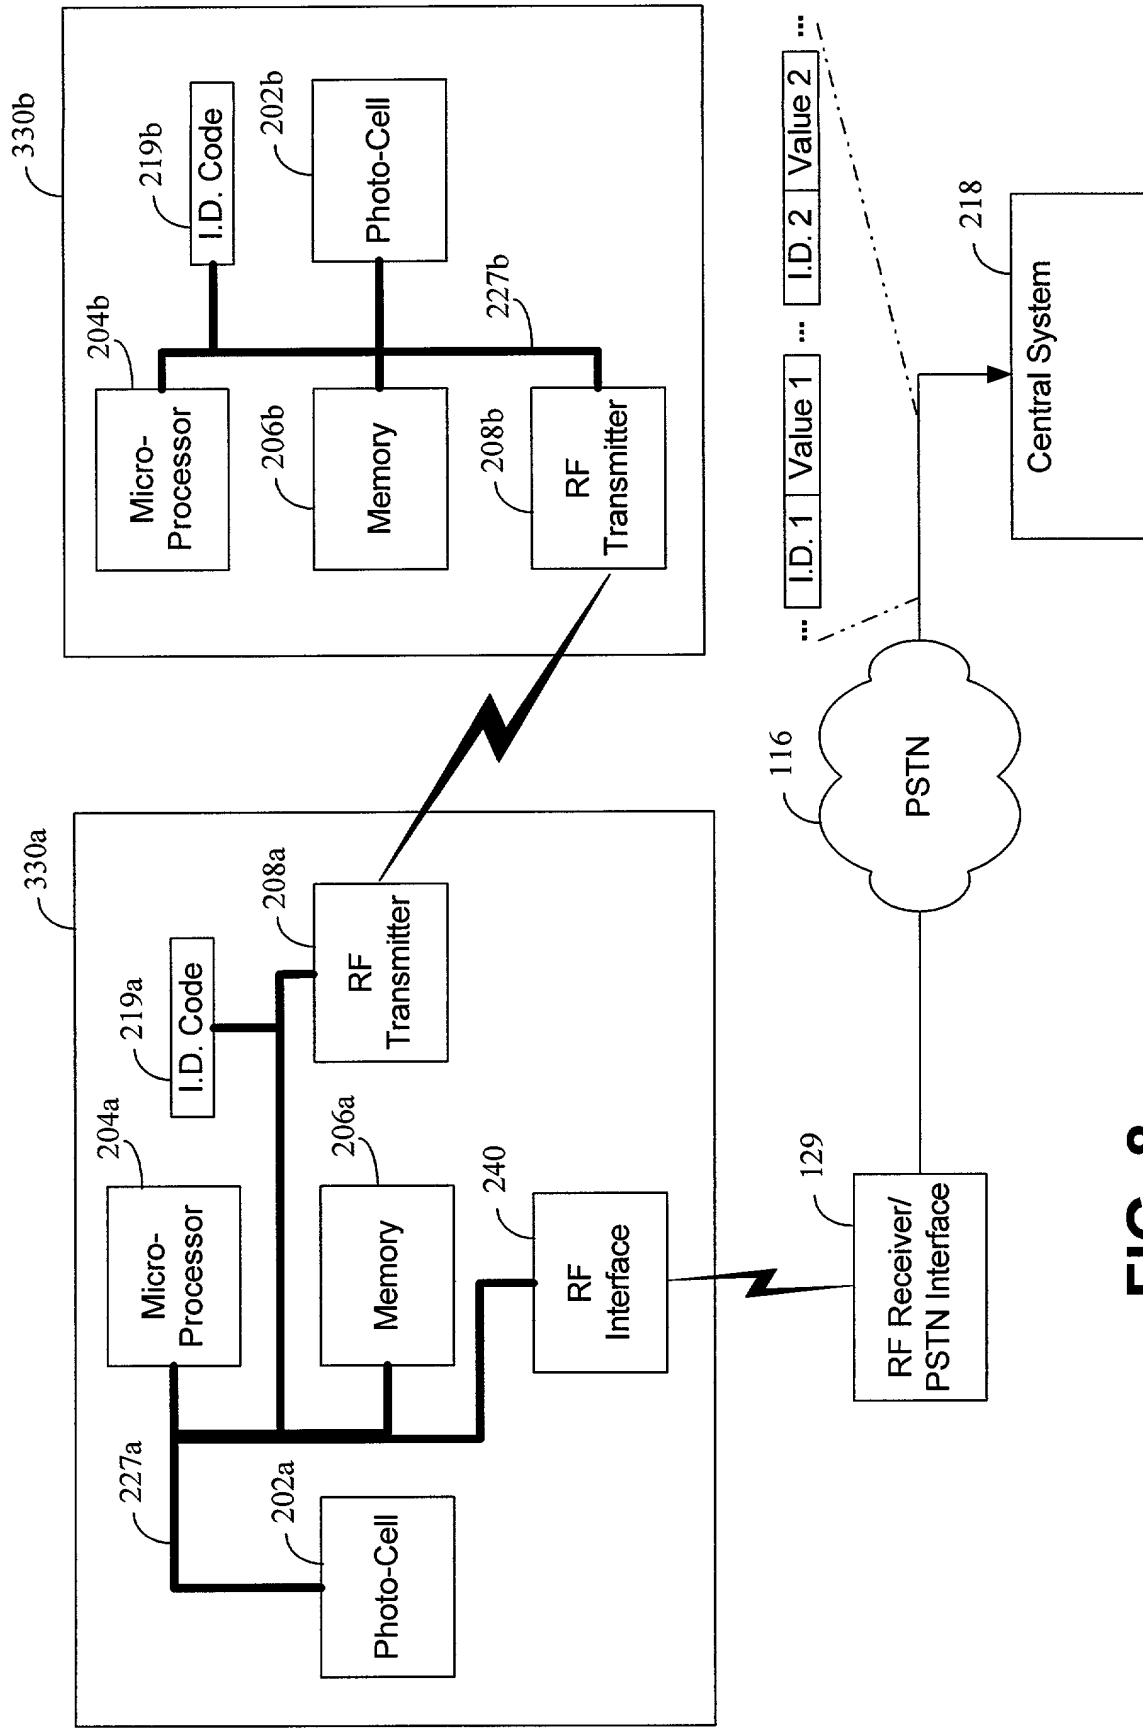 330a
227a
204a
Micro-
Processor
219a
I.D. Code
202a
Photo-Cell
206a
Memory
208a
RF
Transmitter
240
RF
Interface
330b
204b
Micro-
Processor
219b
I.D. Code
206b
Memory
202b
Photo-Cell
208b
RF
Transmitter
227b
129
RF Receiver/
PSTN Interface
116
PSTN
... I.D. 1 Value 1 ... I.D. 2 Value 2 ...
218
Central System